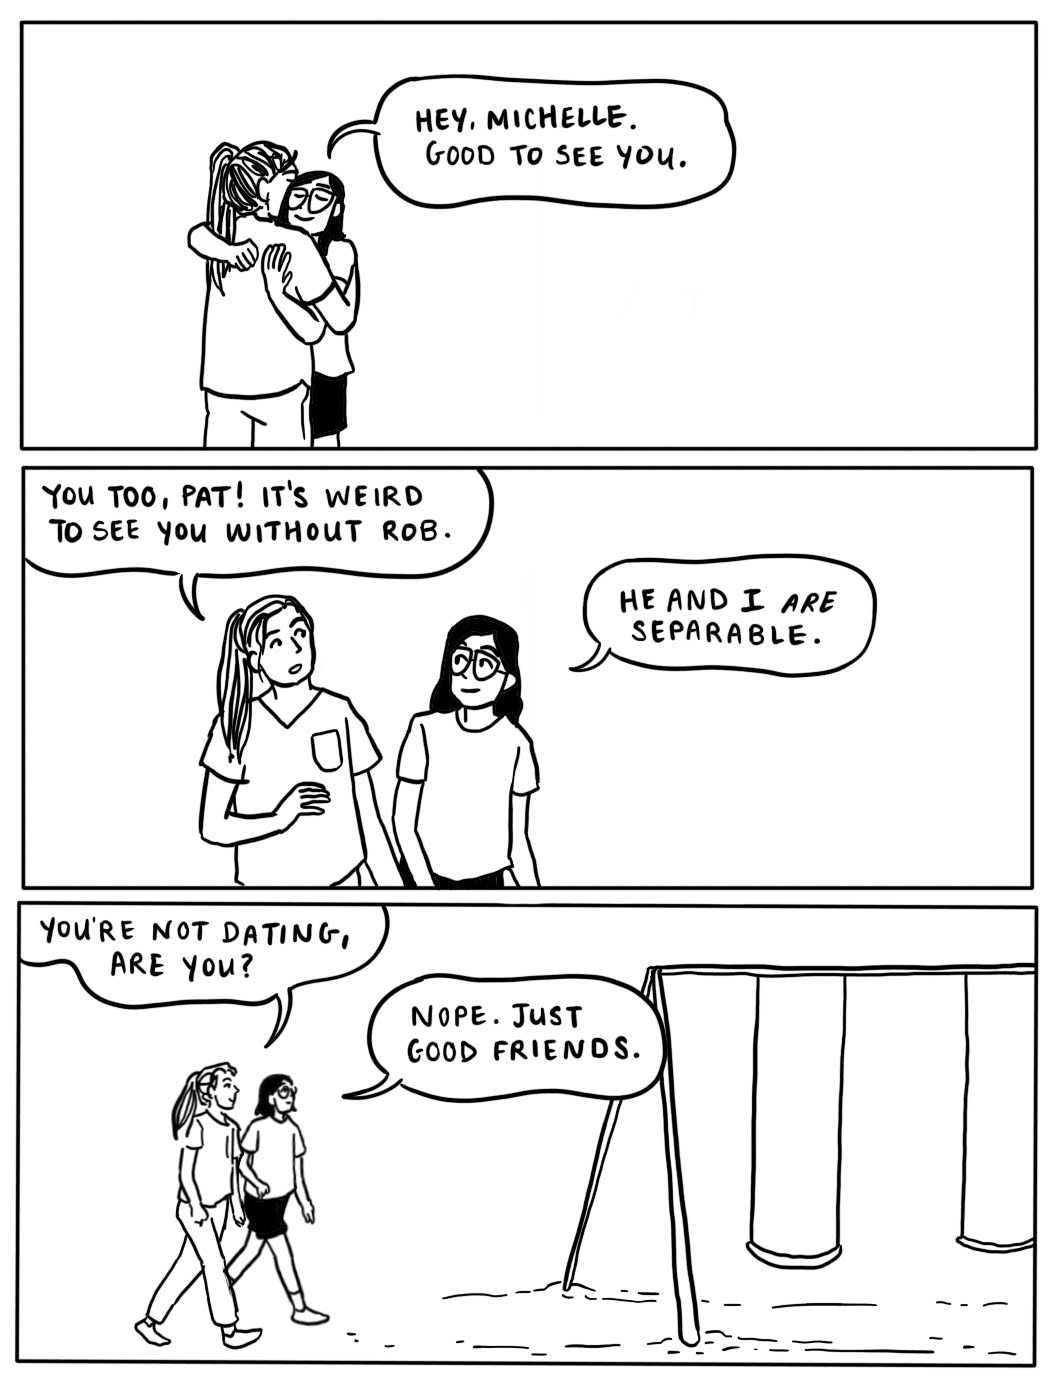 HEY, MICHELLE.
GOOD TO SEE YOU.
YOU TOO, PAT! IT'S WEIRD
TO SEE YOU WITHOUT ROB.
HE AND I ARE
SEPARABLE.
YOU'RE NOT DATING,
ARE YOU?
NOPE. JUST
GOOD FRIENDS.